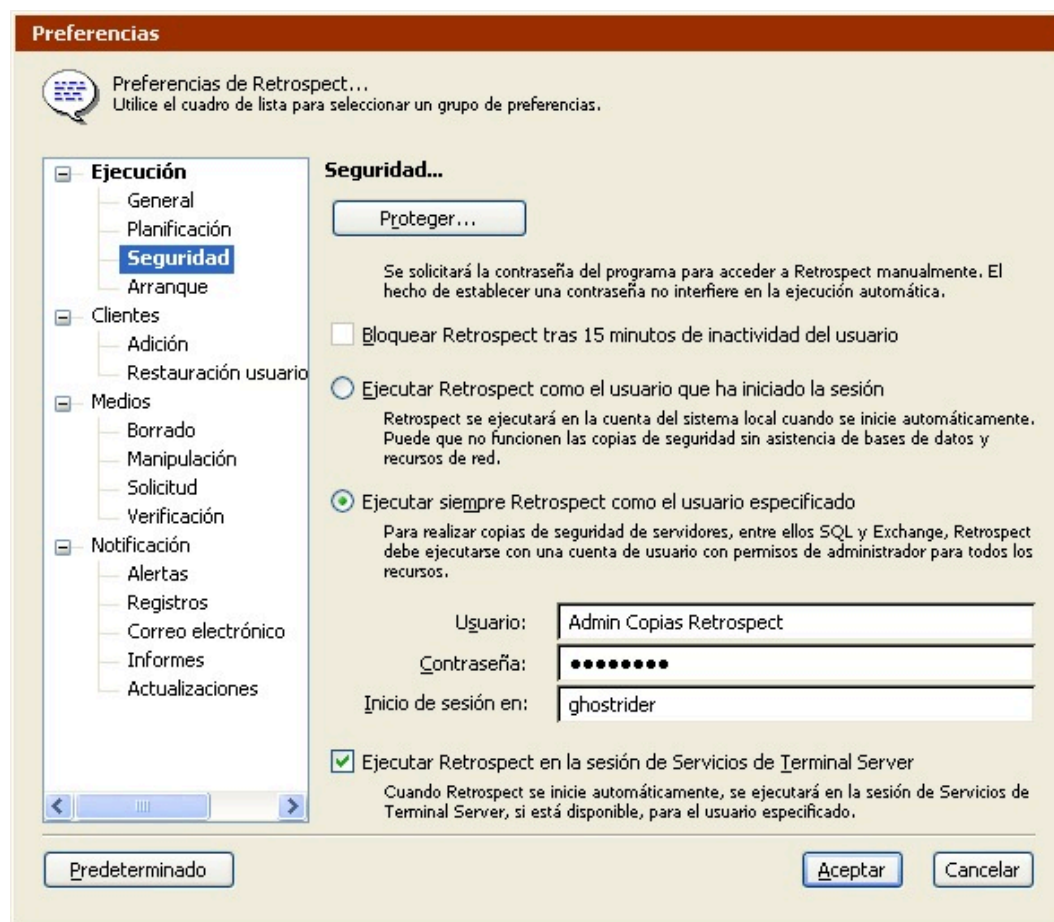 Preferencias
Preferencias de Retrospect...
Utilice el cuadro de lista para seleccionar un grupo de preferencias.
Ejecución
General
Planificación
Seguridad
Arranque
Clientes
Adición
Restauración usuario
Medios
Borrado
Manipulación
Solicitud
Verificación
Notificación
Alertas
Registros
Correo electrónico
Informes
Actualizaciones
Seguridad...
Proteger...
Se solicitará la contraseña del programa para acceder a Retrospect manualmente. El
hecho de establecer una contraseña no interfiere en la ejecución automática.
Bloquear Retrospect tras 15 minutos de inactividad del usuario
Ejecutar Retrospect como el usuario que ha iniciado la sesión
Retrospect se ejecutará en la cuenta del sistema local cuando se inicie automáticamente.
Puede que no funcionen las copias de seguridad sin asistencia de bases de datos y
recursos de red.
Ejecutar siempre Retrospect como el usuario especificado
Para realizar copias de seguridad de servidores, entre ellos SQL y Exchange, Retrospect
debe ejecutarse con una cuenta de usuario con permisos de administrador para todos los
recursos.
Usuario: Admin Copias Retrospect
Contraseña: ●●●●●●●●
Inicio de sesión en: ghostrider
Ejecutar Retrospect en la sesión de Servicios de Terminal Server
Cuando Retrospect se inicie automáticamente, se ejecutará en la sesión de Servicios de
Terminal Server, si está disponible, para el usuario especificado.
Predeterminado Aceptar Cancelar